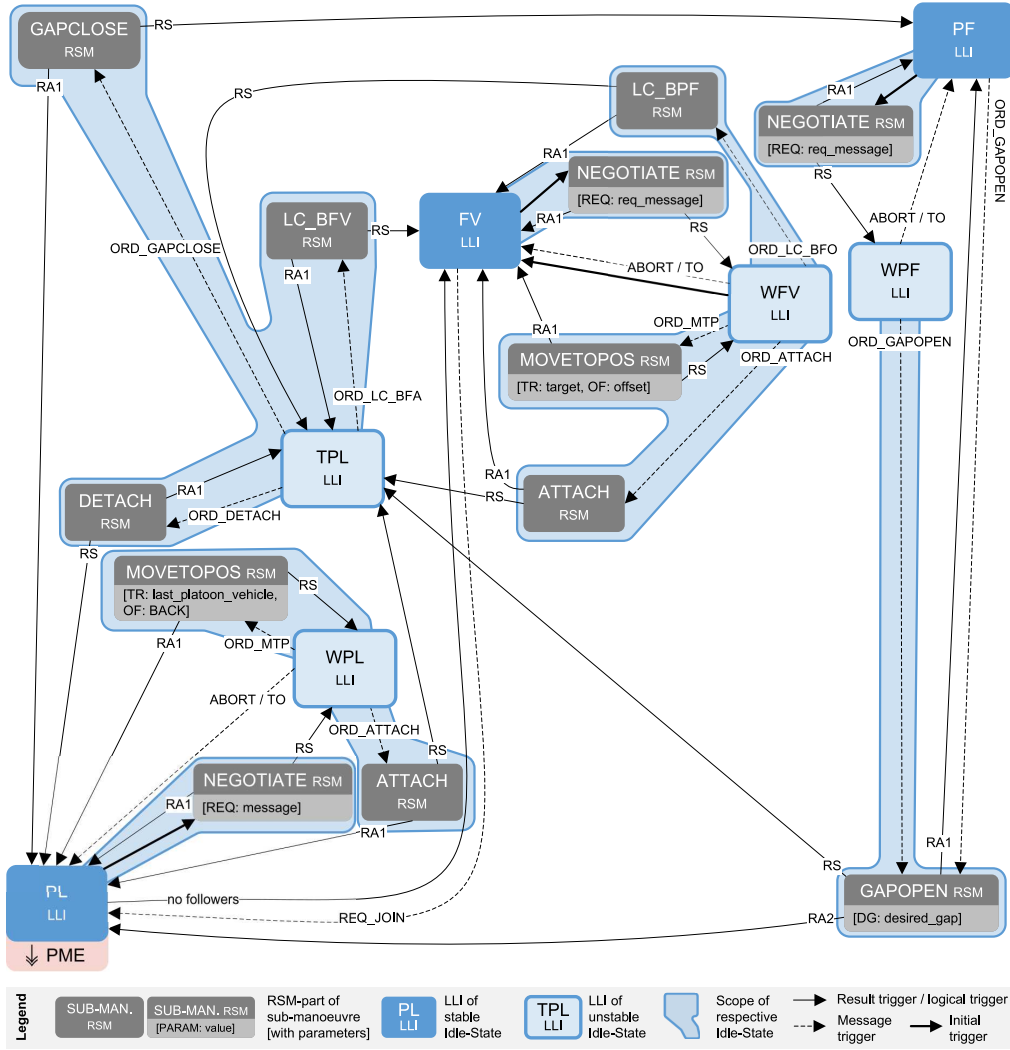 GAPCLOSE
RSM
RS
PF
LLI
RA1
RS
LC_BPF
RSM
RA1
NEGOTIATE RSM
[REQ: req_message]
RS
ORD_GAPOPEN
RA1
NEGOTIATE RSM
[REQ: req_message]
RA1
RS
FV
LLI
LC_BFV
RSM
RS
RA1
ORD_GAPCLOSE
ABORT / TO
ORD_LC_BFO
ABORT / TO
WFV
LLI
WPF
LLI
ORD_MTP
RA1
MOVETOPOS RSM
[TR: target, OF: offset]
RS
ORD_ATTACH
ORD_GAPOPEN
ORD_LC_BFA
TPL
LLI
RA1
DETACH
RSM
ORD_DETACH
RS
RA1
RS
ATTACH
RSM
MOVETOPOS RSM
[TR: last_platoon_vehicle,
OF: BACK]
RS
RA1
ORD_MTP
WPL
LLI
ABORT / TO
ORD_ATTACH
RS
RS
NEGOTIATE RSM
[REQ: message]
RA1
ATTACH
RSM
RA1
RA1
RS
PL
LLI
no followers
REQ_JOIN
GAPOPEN RSM
[DG: desired_gap]
RA2
PME
Legend
SUB-MAN.
RSM
SUB-MAN. RSM
[PARAM: value]
RSM-part of
sub-manoeuvre
[with parameters]
PL
LLI
LLI of
stable
Idle-State
TPL
LLI
LLI of
unstable
Idle-State
Scope of
respective
Idle-State
Result trigger / logical trigger
Message
trigger
Initial
trigger